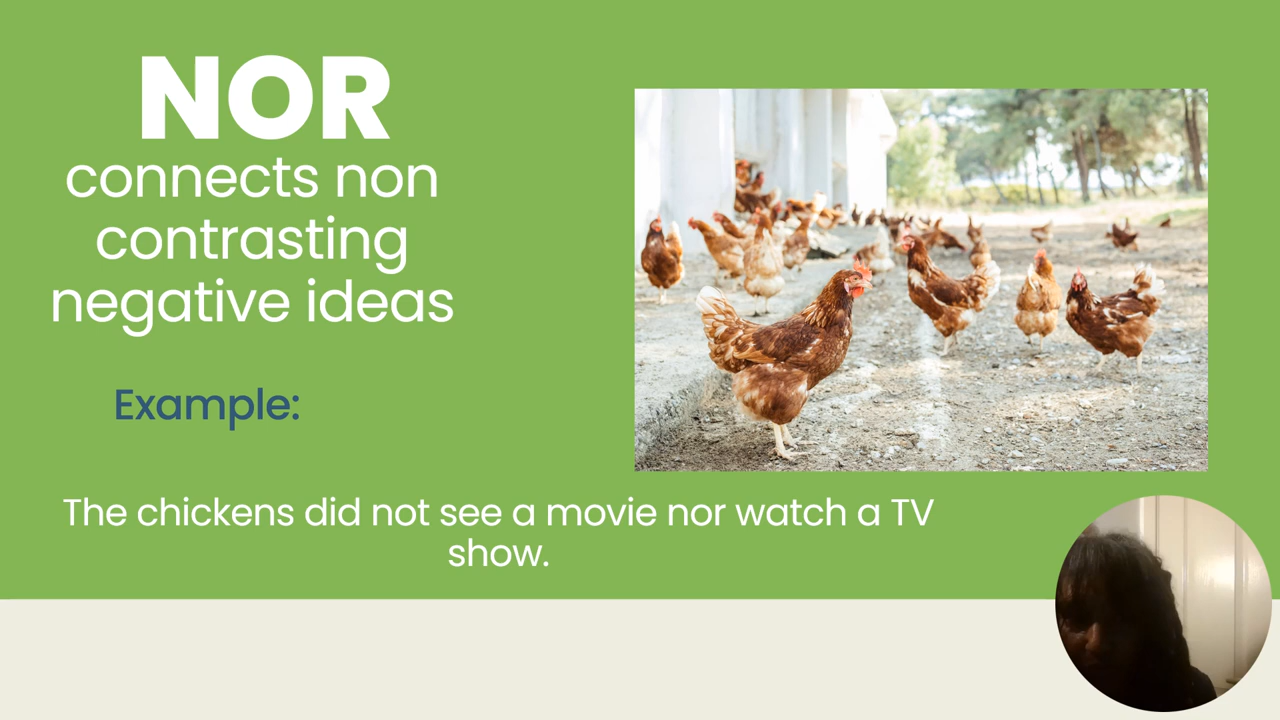 NOR
connects non
contrasting
negative ideas
Example:
The chickens did not see a movie nor watch a TV
show.